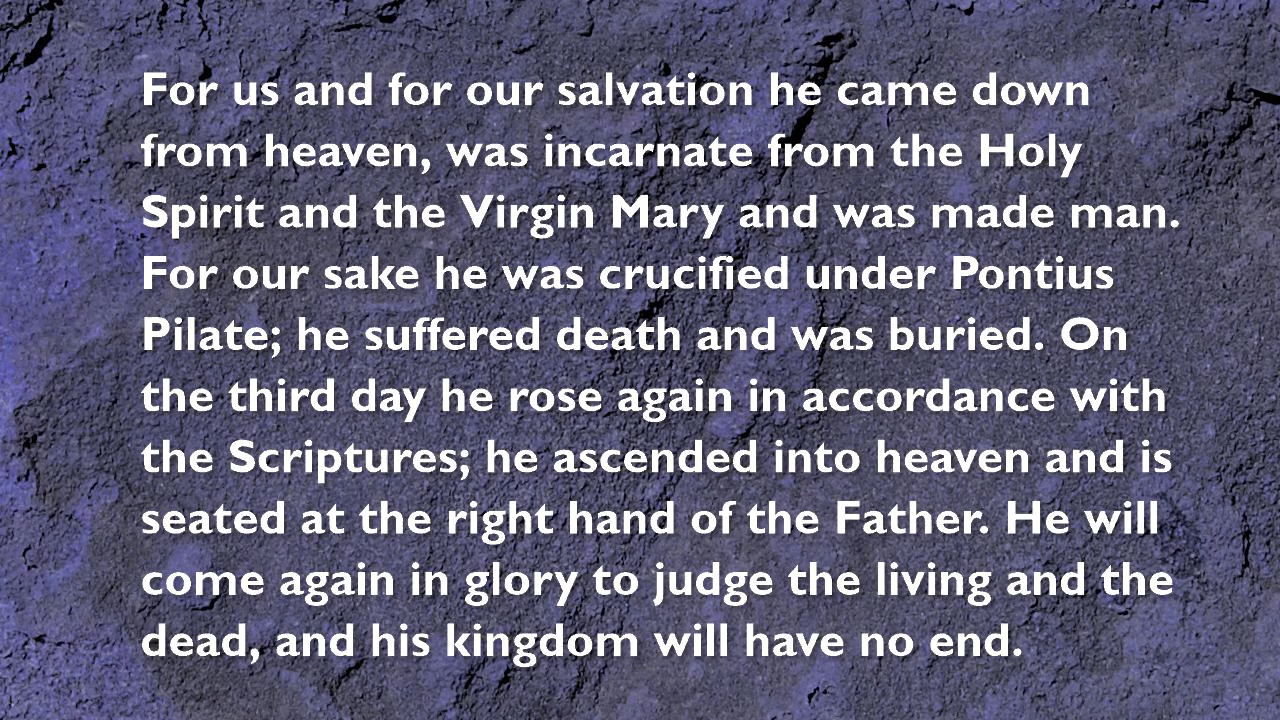 For us and for our salvation he came down
from heaven, was incarnate from the Holy
Spirit and the Virgin Mary and was made man.
For our sake he was crucified under Pontius
Pilate; he suffered death and was buried. On
the third day he rose again in accordance with
the Scriptures; he ascended into heaven and is
seated at the right hand of the Father. He will
come again in glory to judge the living and the
dead, and his kingdom will have no end.